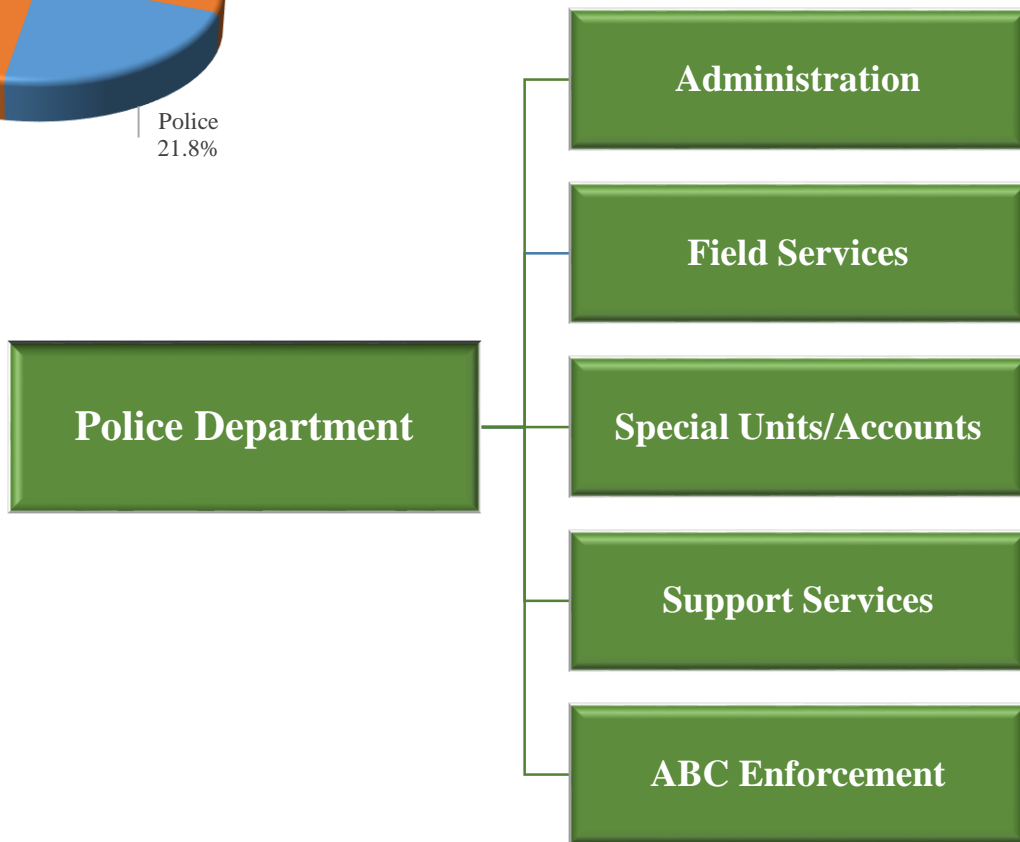 Police
21.8%
Administration
Field Services
Police Department
Special Units/Accounts
Support Services
ABC Enforcement